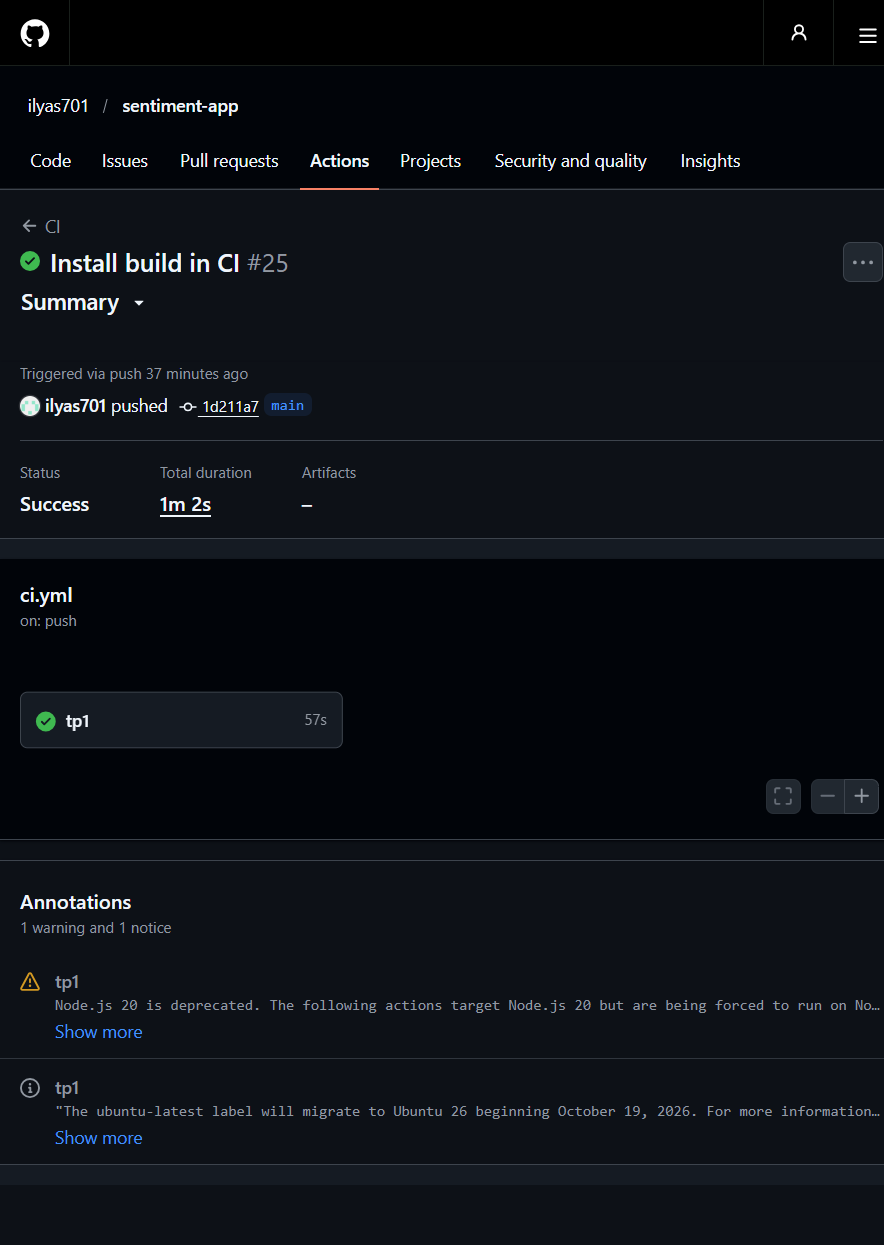 ilyas701 / sentiment-app
Code Issues Pull requests Actions Projects Security and quality Insights
CI
Install build in CI #25
Summary
Triggered via push 37 minutes ago
ilyas701 pushed 1d211a7 main
Status Total duration Artifacts
Success 1m 2s –
ci.yml
on: push
tp1 57s
Annotations
1 warning and 1 notice
tp1
Node.js 20 is deprecated. The following actions target Node.js 20 but are being forced to run on No…
Show more
tp1
"The ubuntu-latest label will migrate to Ubuntu 26 beginning October 19, 2026. For more information…
Show more